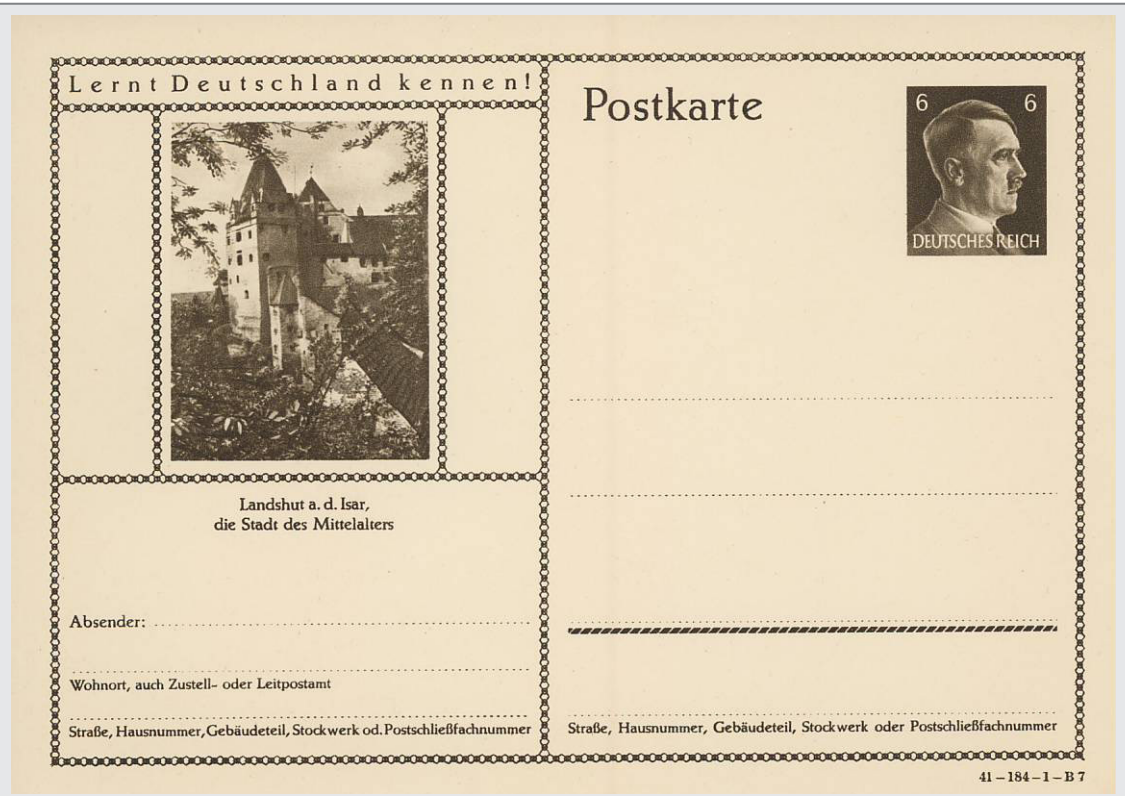 Lernt Deutschland kennen!
Landshut a. d. Isar,
die Stadt des Mittelalters
Absender:
Wohnort, auch Zustell- oder Leitpostamt
Straße, Hausnummer, Gebäudeteil, Stockwerk od. Postschließfachnummer
Postkarte
6 6
DEUTSCHES REICH
Straße, Hausnummer, Gebäudeteil, Stockwerk oder Postschließfachnummer
41-184-1-B 7